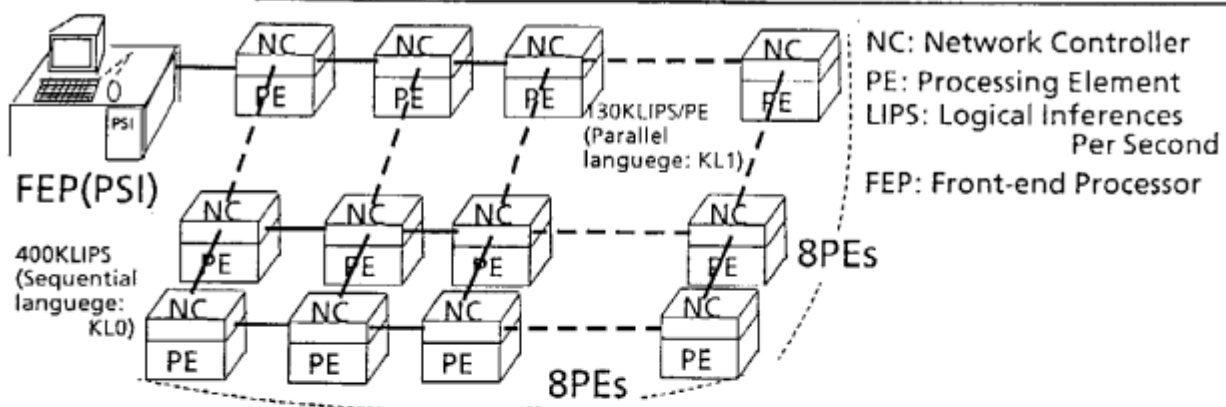 NC NC NC NC
PE PE PE PE
NC: Network Controller
PE: Processing Element
LIPS: Logical Inferences
Per Second
FEP: Front-end Processor
PSI
FEP(PSI)
130KLIPS/PE
(Parallel
languege: KL1)
NC NC NC NC
PE PE PE PE
8PEs
400KLIPS
(Sequential
languege:
KL0)
NC NC NC NC
PE PE PE PE
8PEs